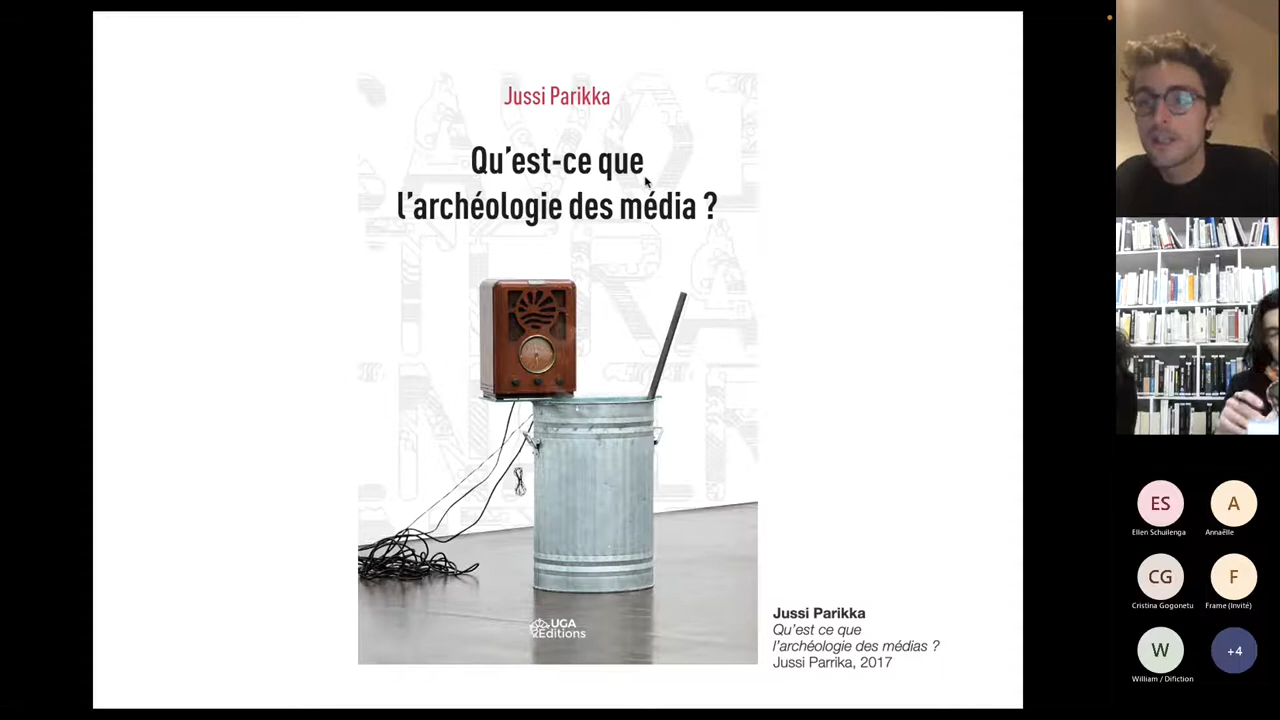 Jussi Parikka
Qu'est-ce que
l'archéologie des média ?
UGA
Éditions
Jussi Parikka
Qu'est ce que
l'archéologie des médias ?
Jussi Parrika, 2017
ES
A
Ellen Schuilenga
Annaëlle
CG
F
Cristina Gogonetu
Frame (Invité)
W
+4
William / Difiction